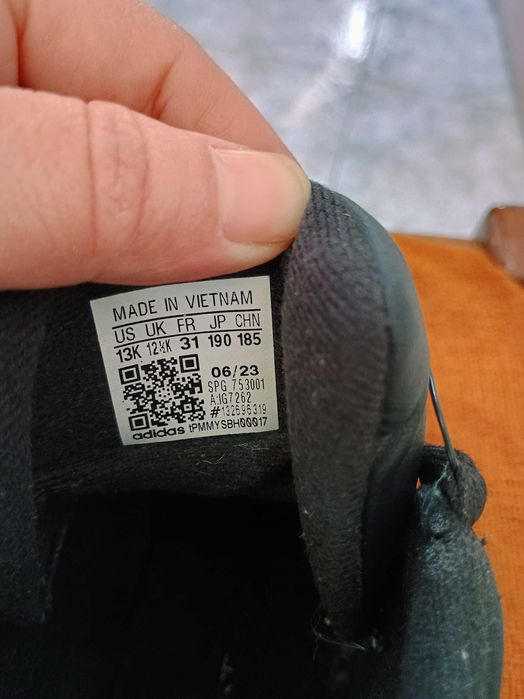 MADE IN VIETNAM
US UK FR JP CHN
13K 12½K 31 190 185
06/23
SPG 753001
A:IG7262
#132696319
adidas tPMMYSBH00017